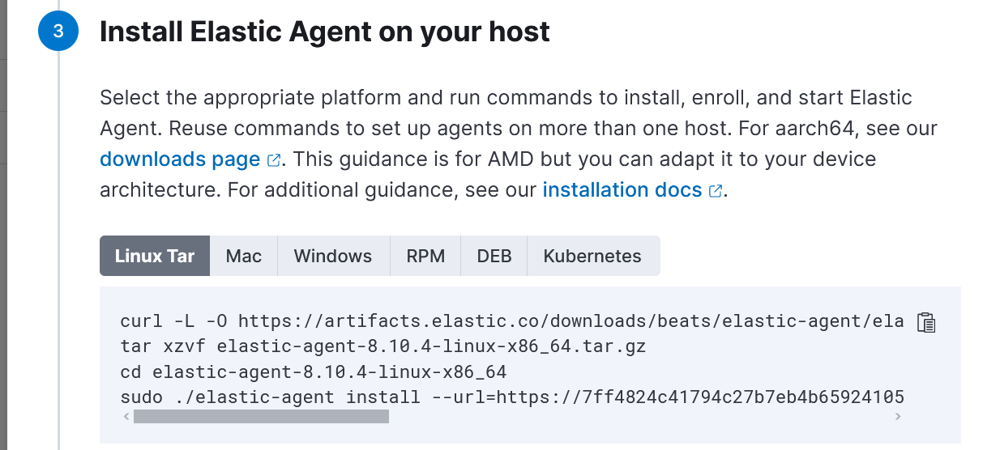 3
Install Elastic Agent on your host
Select the appropriate platform and run commands to install, enroll, and start Elastic
Agent. Reuse commands to set up agents on more than one host. For aarch64, see our
downloads page. This guidance is for AMD but you can adapt it to your device
architecture. For additional guidance, see our installation docs.
Linux Tar Mac Windows RPM DEB Kubernetes
curl -L -O https://artifacts.elastic.co/downloads/beats/elastic-agent/ela
tar xzvf elastic-agent-8.10.4-linux-x86_64.tar.gz
cd elastic-agent-8.10.4-linux-x86_64
sudo ./elastic-agent install --url=https://7ff4824c41794c27b7eb4b65924105